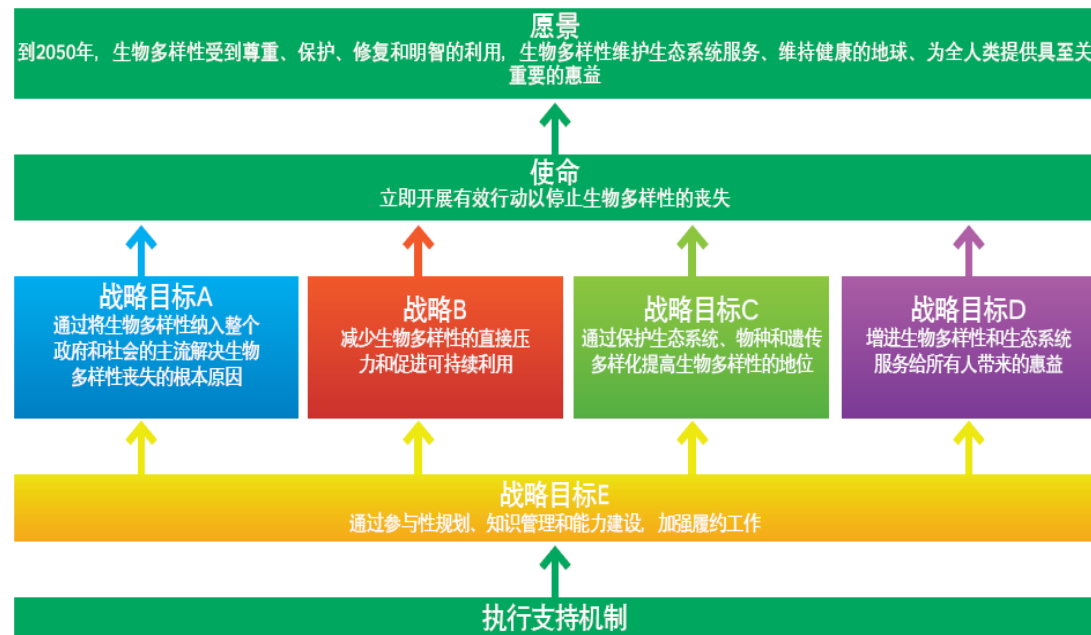 愿景
到2050年，生物多样性受到尊重、保护、修复和明智的利用，生物多样性维护生态系统服务、维持健康的地球、为全人类提供具至关
重要的惠益
使命
立即开展有效行动以停止生物多样性的丧失
战略目标A
通过将生物多样性纳入整个
政府和社会的主流解决生物
多样性丧失的根本原因
战略B
减少生物多样性的直接压
力和促进可持续利用
战略目标C
通过保护生态系统、物种和遗传
多样化提高生物多样性的地位
战略目标D
增进生物多样性和生态系统
服务给所有人带来的惠益
战略目标E
通过参与性规划、知识管理和能力建设，加强履约工作
执行支持机制